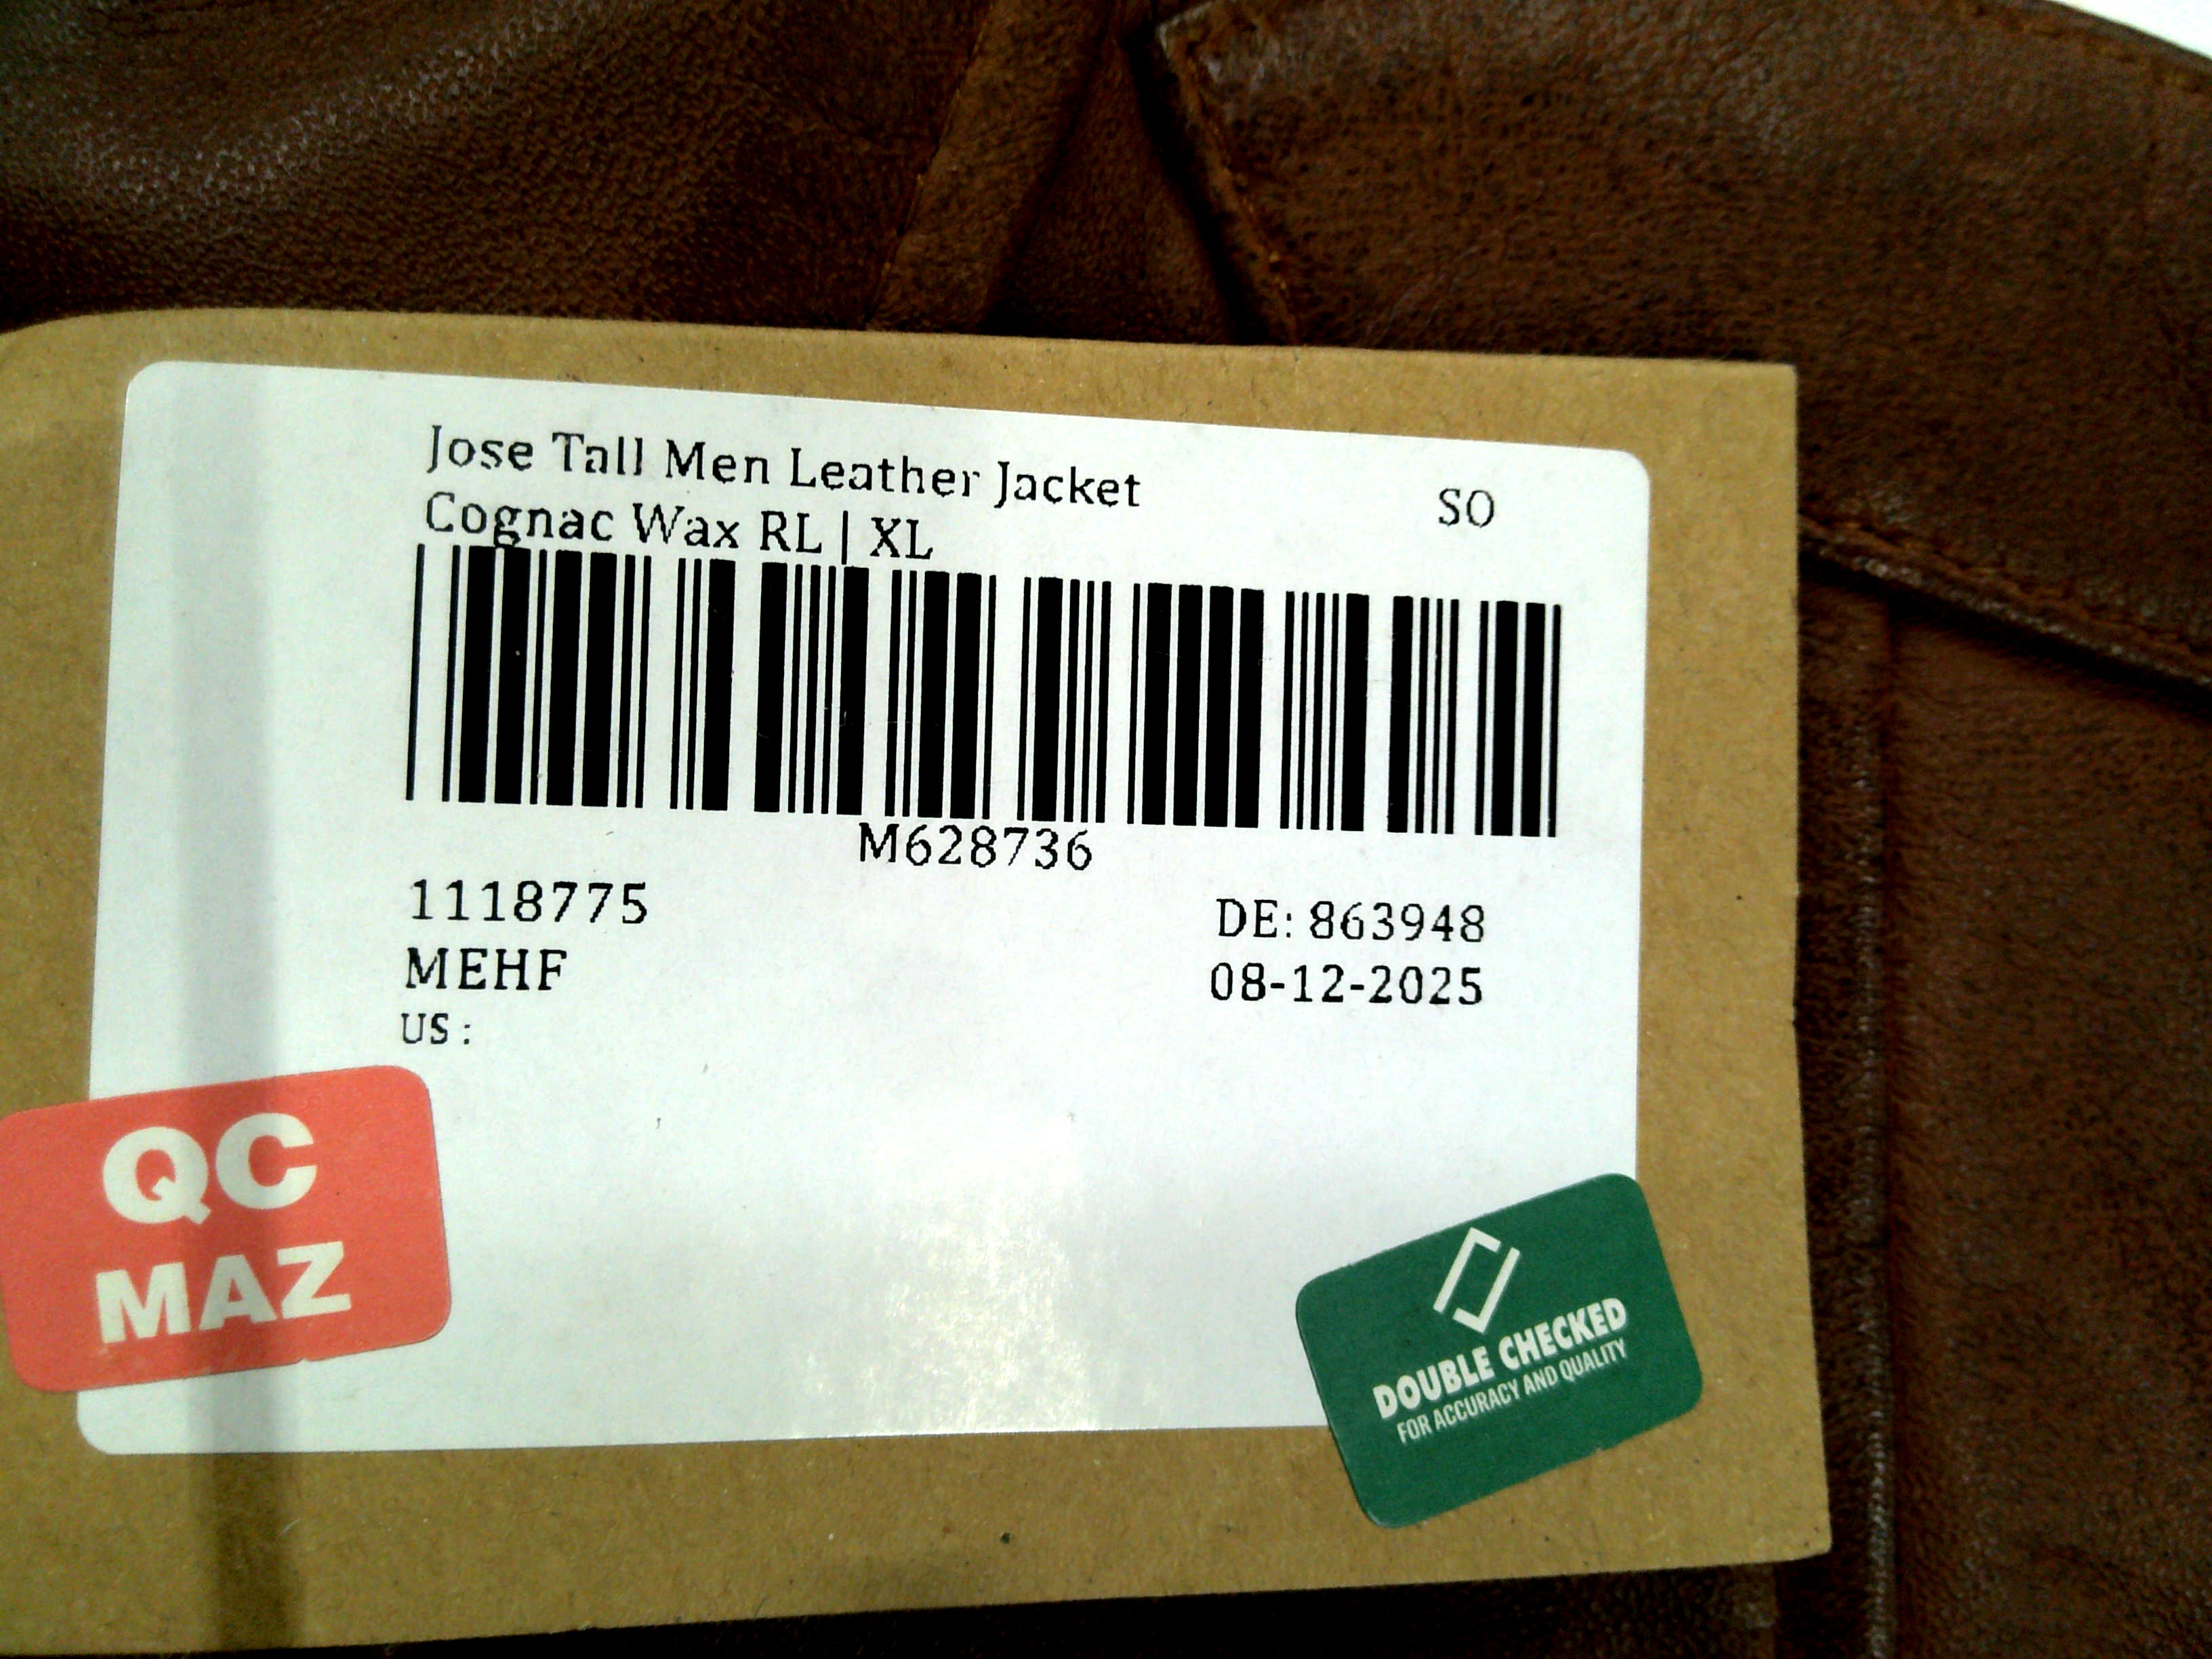 Jose Tall Men Leather Jacket
Cognac Wax RL | XL
SO
M628736
1118775
DE: 863948
MEHF
08-12-2025
US :
QC
MAZ
DOUBLE CHECKED
FOR ACCURACY AND QUALITY